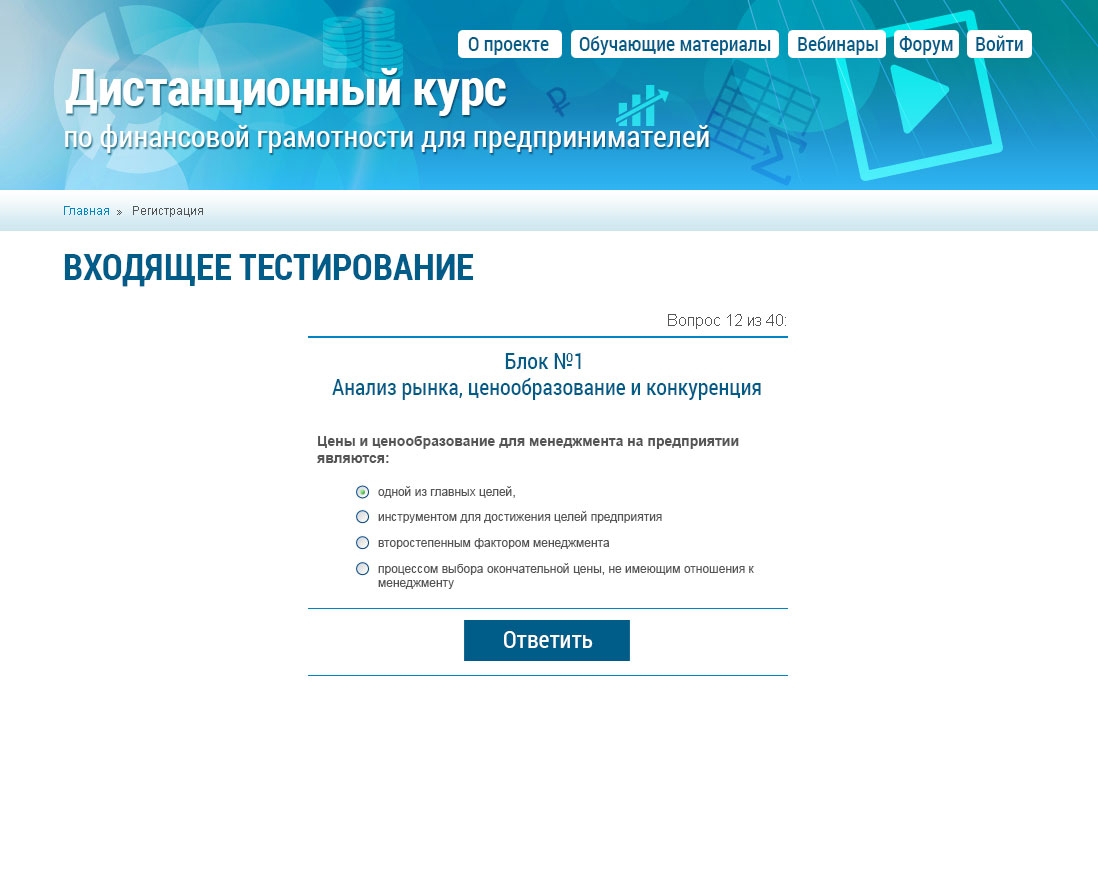 О проекте
Обучающие материалы
Вебинары
Форум
Войти
Дистанционный курс
по финансовой грамотности для предпринимателей
Главная » Регистрация
ВХОДЯЩЕЕ ТЕСТИРОВАНИЕ
Вопрос 12 из 40:
Блок №1
Анализ рынка, ценообразование и конкуренция
Цены и ценообразование для менеджмента на предприятии
являются:
одной из главных целей,
инструментом для достижения целей предприятия
второстепенным фактором менеджмента
процессом выбора окончательной цены, не имеющим отношения к
менеджменту
Ответить